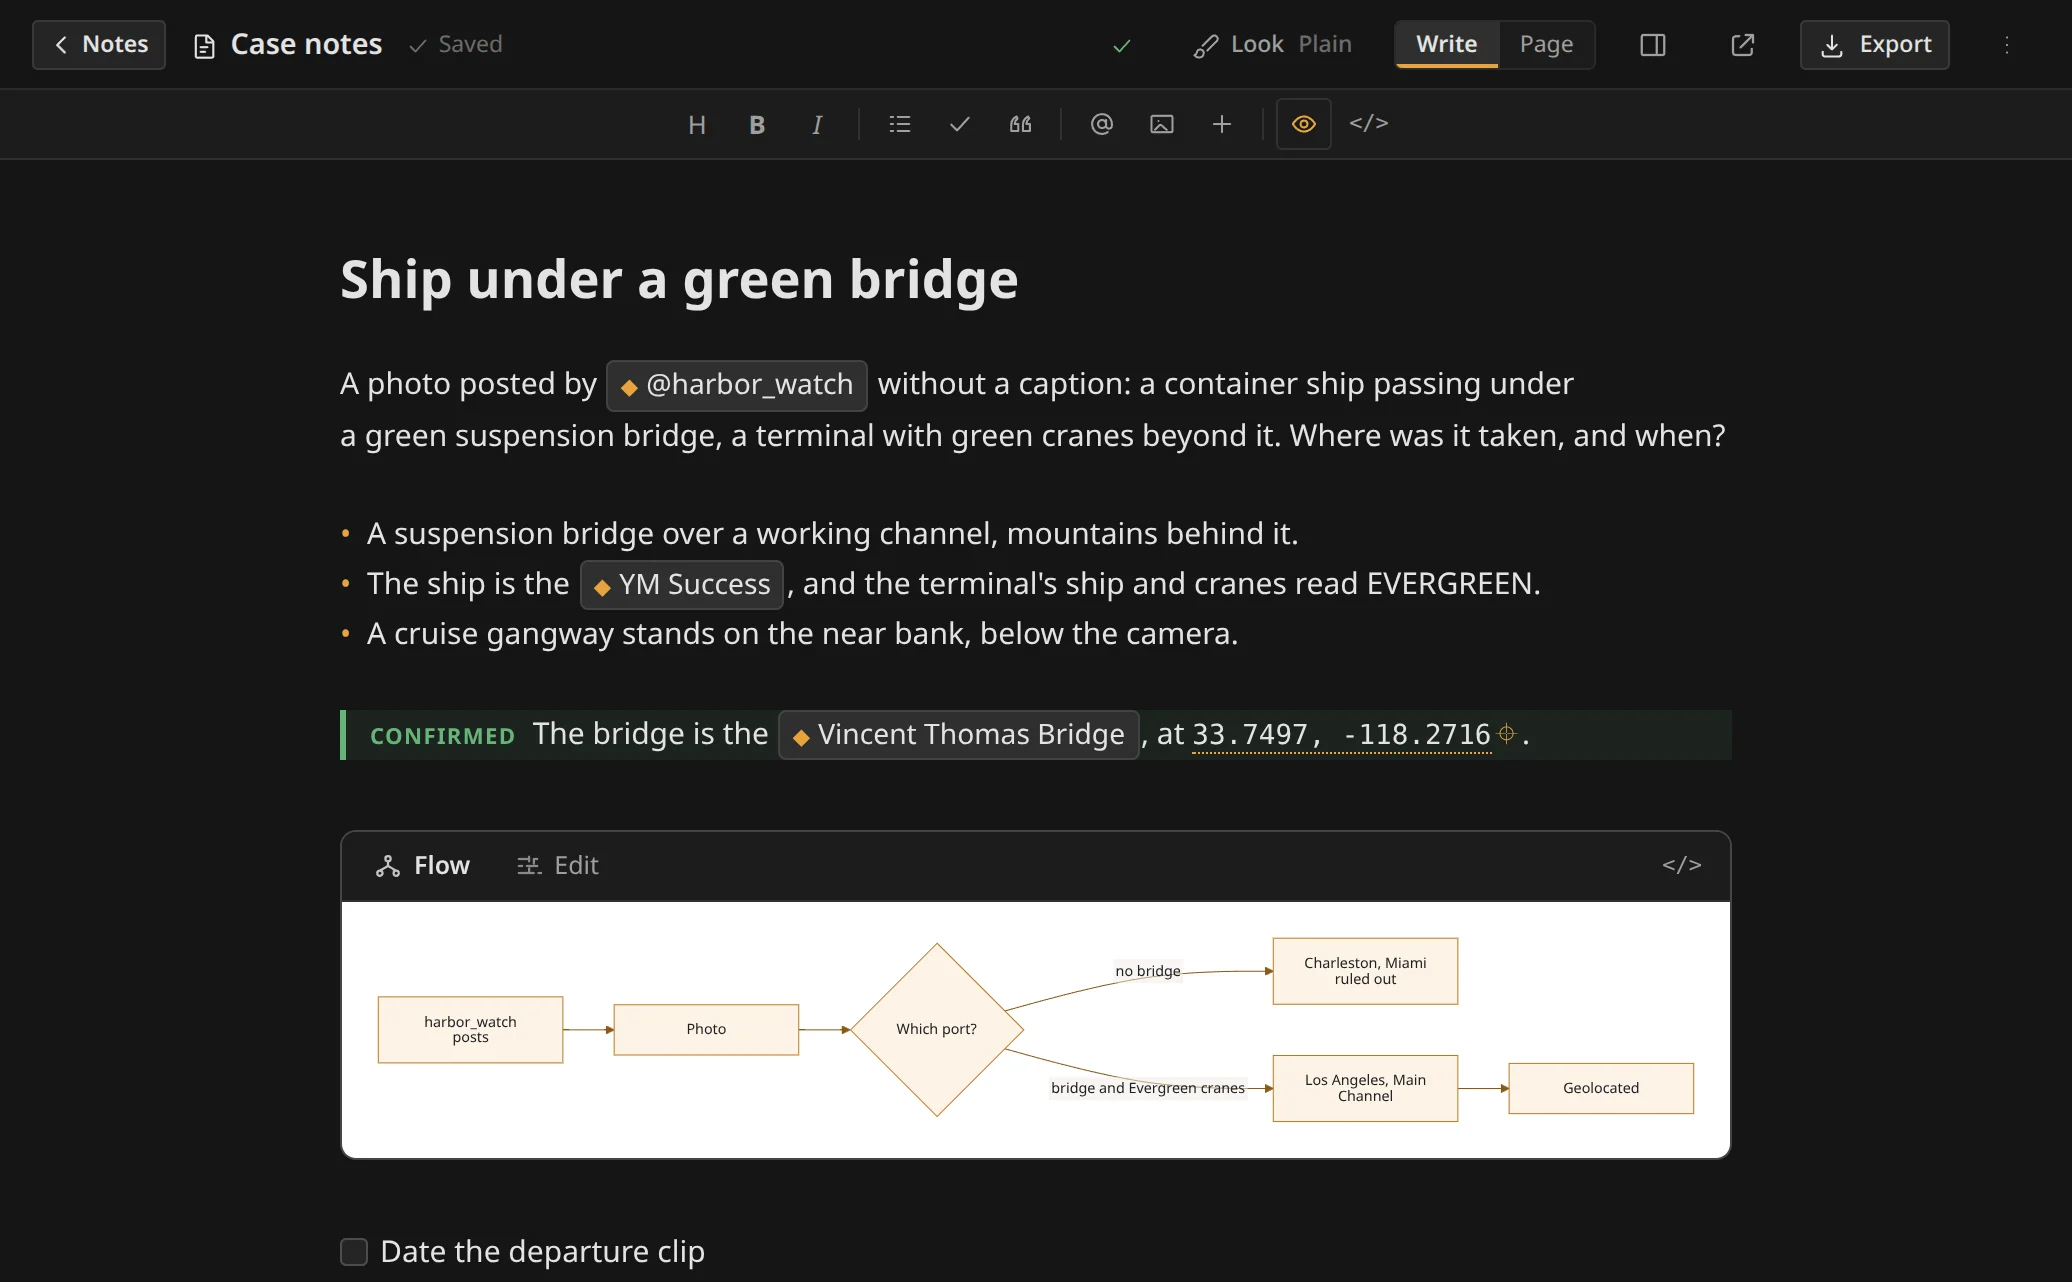 Notes
Case notes
Saved
Look Plain
Write
Page
Export
H B I
@
</>
Ship under a green bridge
A photo posted by @harbor_watch without a caption: a container ship passing under
a green suspension bridge, a terminal with green cranes beyond it. Where was it taken, and when?
• A suspension bridge over a working channel, mountains behind it.
• The ship is the YM Success, and the terminal's ship and cranes read EVERGREEN.
• A cruise gangway stands on the near bank, below the camera.
CONFIRMED The bridge is the Vincent Thomas Bridge, at 33.7497, -118.2716.
Flow
Edit
</>
harbor_watch
posts
Photo
Which port?
no bridge
Charleston, Miami
ruled out
bridge and Evergreen cranes
Los Angeles, Main
Channel
Geolocated
Date the departure clip